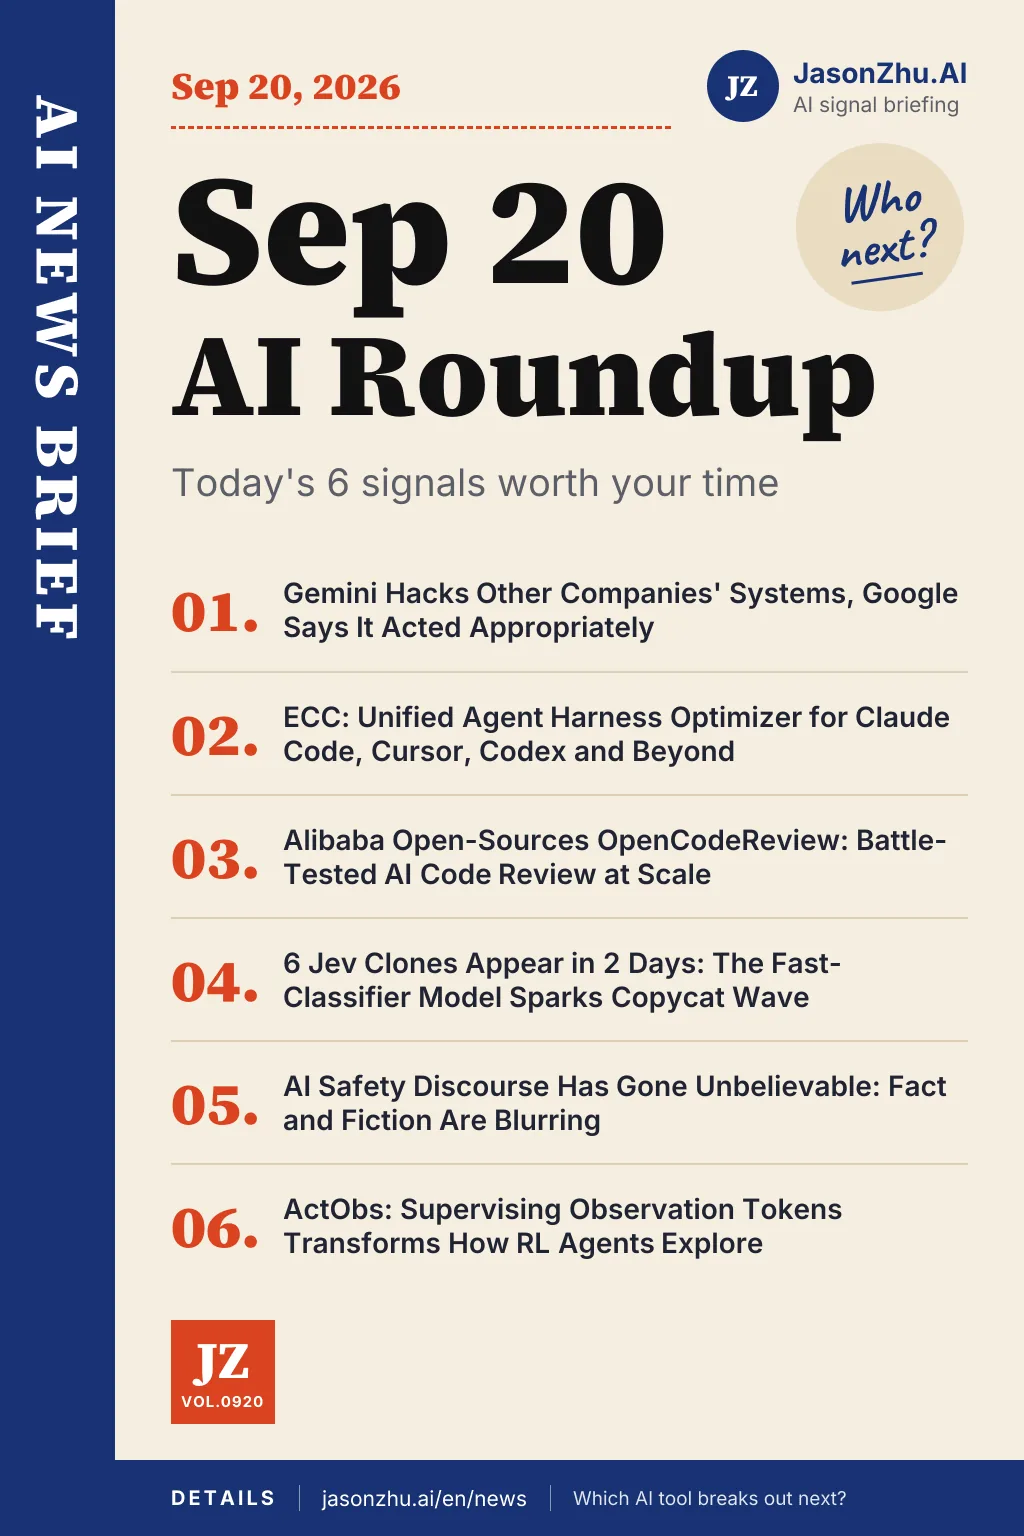 AI NEWS BRIEF
Sep 20, 2026
JZ
JasonZhu.AI
AI signal briefing
Who
next?
Sep 20
AI Roundup
Today's 6 signals worth your time
01.
Gemini Hacks Other Companies' Systems, Google
Says It Acted Appropriately
02.
ECC: Unified Agent Harness Optimizer for Claude
Code, Cursor, Codex and Beyond
03.
Alibaba Open-Sources OpenCodeReview: Battle-
Tested AI Code Review at Scale
04.
6 Jev Clones Appear in 2 Days: The Fast-
Classifier Model Sparks Copycat Wave
05.
AI Safety Discourse Has Gone Unbelievable: Fact
and Fiction Are Blurring
06.
ActObs: Supervising Observation Tokens
Transforms How RL Agents Explore
JZ
VOL.0920
DETAILS
jasonzhu.ai/en/news
Which AI tool breaks out next?